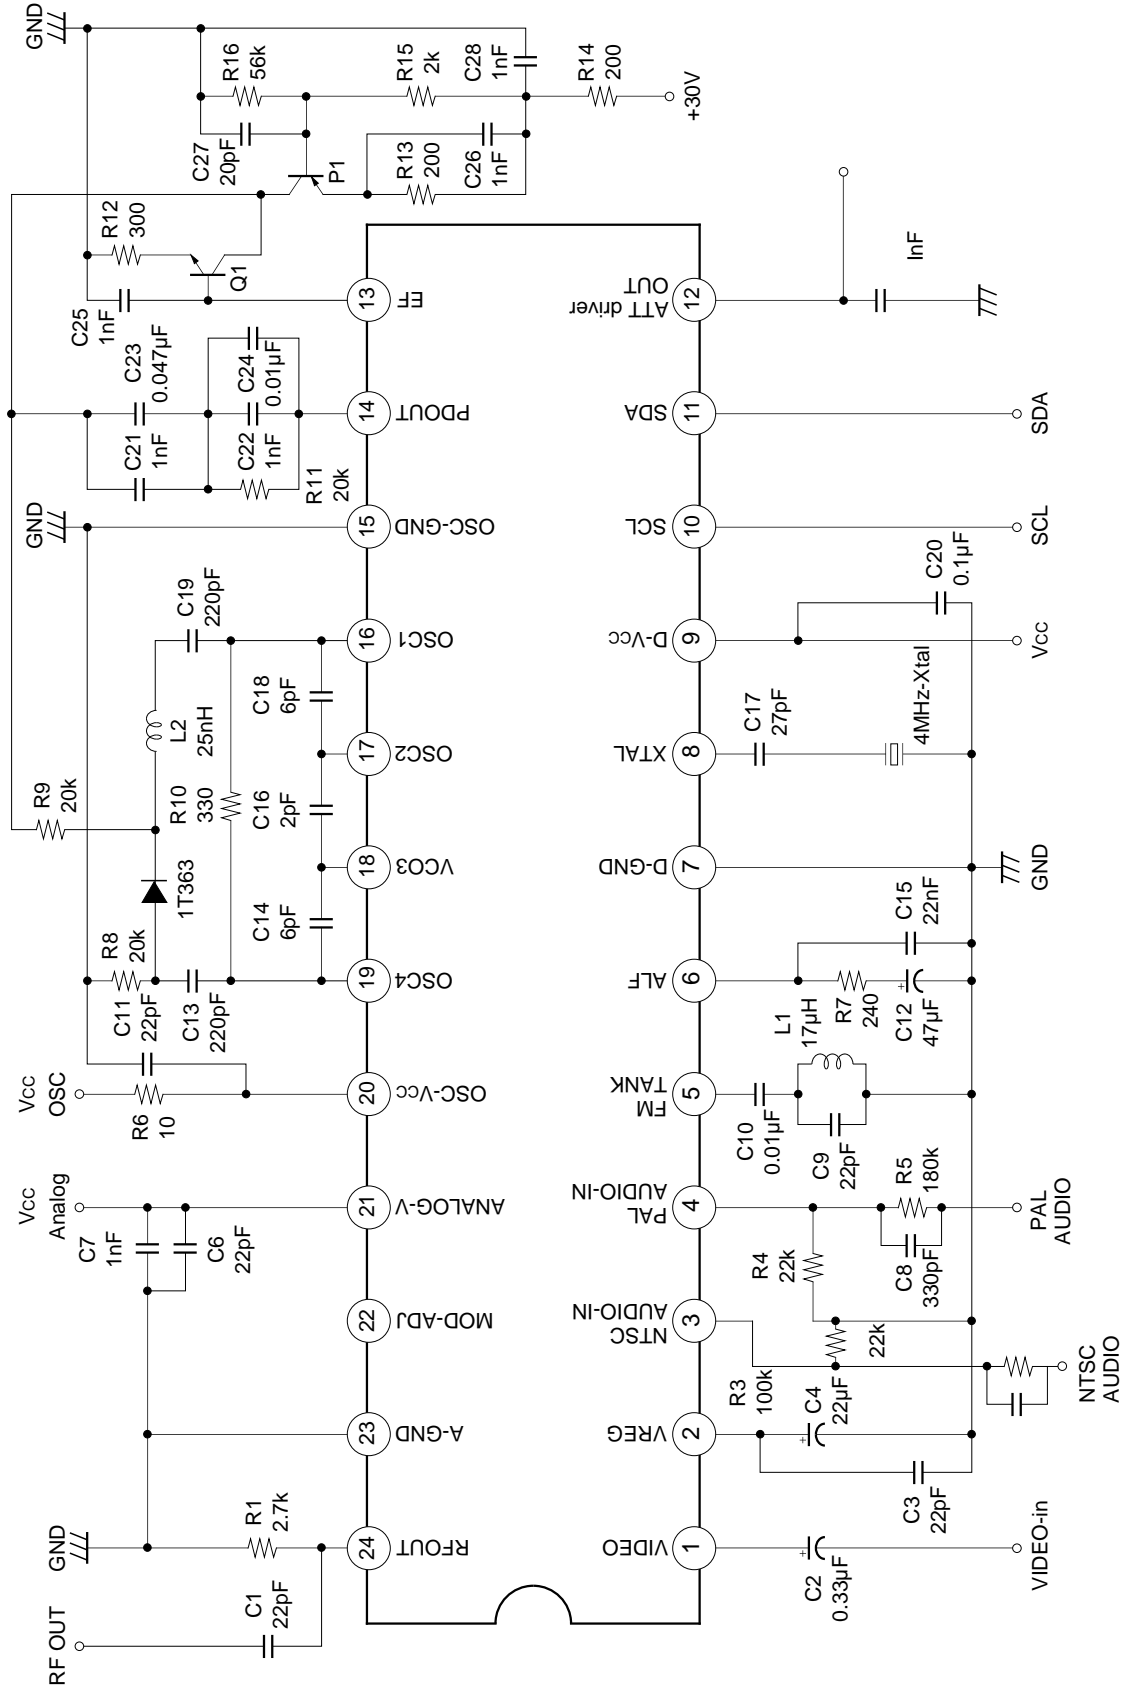 RF OUT
C1
22pF
GND
R1
2.7k
C7
1nF
C6
22pF
Vcc
Analog
Vcc
OSC
R6
10
C11
22pF
R8
20k
C13
220pF
1T363
R9
20k
R10
330
L2
25nH
C19
220pF
C14
6pF
C16
2pF
C18
6pF
GND
C21
1nF
C23
0.047µF
C22
1nF
C24
0.01µF
R11
20k
C25
1nF
R12
300
Q1
GND
C27
20pF
R16
56k
P1
R15
2k
R13
200
C28
1nF
C26
1nF
R14
200
+30V
24
RFOUT
23
A-GND
22
MOD-ADJ
21
ANALOG-V
20
OSC-Vcc
19
OSC4
18
VCO3
17
OSC2
16
OSC1
15
OSC-GND
14
PDOUT
13
EF
VIDEO
1
VREG
2
NTSC
AUDIO-IN
3
PAL
AUDIO-IN
4
FM
TANK
5
ALF
6
D-GND
7
XTAL
8
D-Vcc
9
SCL
10
SDA
11
ATT driver
OUT
12
C2
0.33µF
VIDEO-in
C3
22pF
C4
22µF
R3
100k
22k
NTSC
AUDIO
R4
22k
C8
330pF
R5
180k
PAL
AUDIO
C10
0.01µF
C9
22pF
L1
17µH
R7
240
C12
47µF
C15
22nF
GND
C17
27pF
4MHz-Xtal
Vcc
C20
0.1µF
SCL
SDA
InF